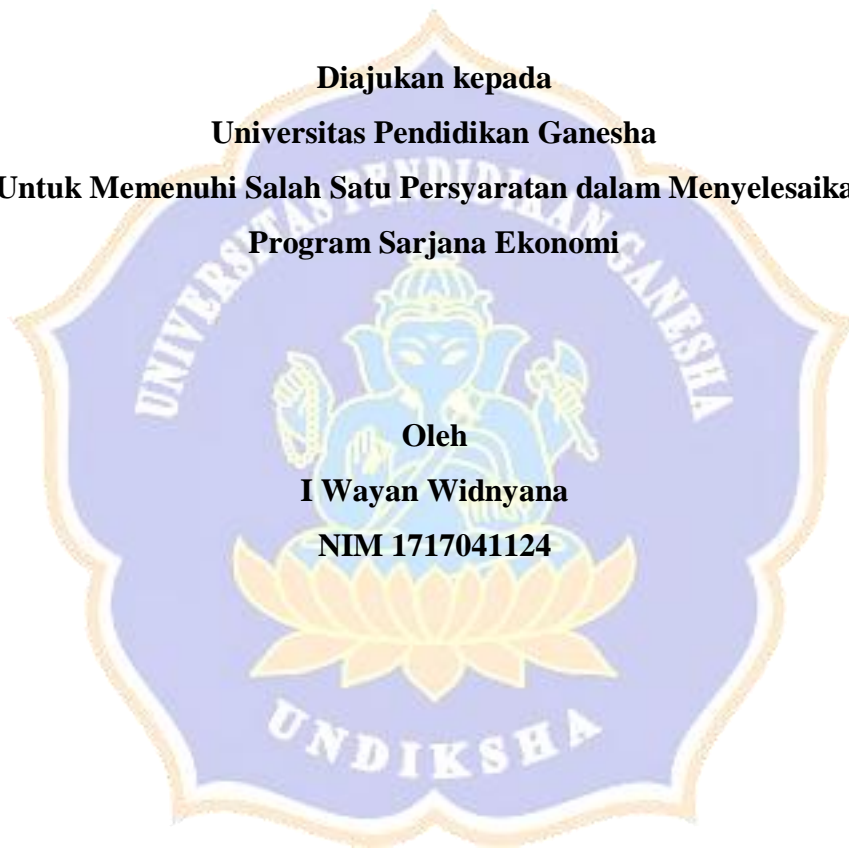 Diajukan kepada
Universitas Pendidikan Ganesha
Untuk Memenuhi Salah Satu Persyaratan dalam Menyelesaika
Program Sarjana Ekonomi
UNIVERSITAS PENDIDIKAN GANESHA
Oleh
I Wayan Widnyana
NIM 1717041124
UNDIKSHA